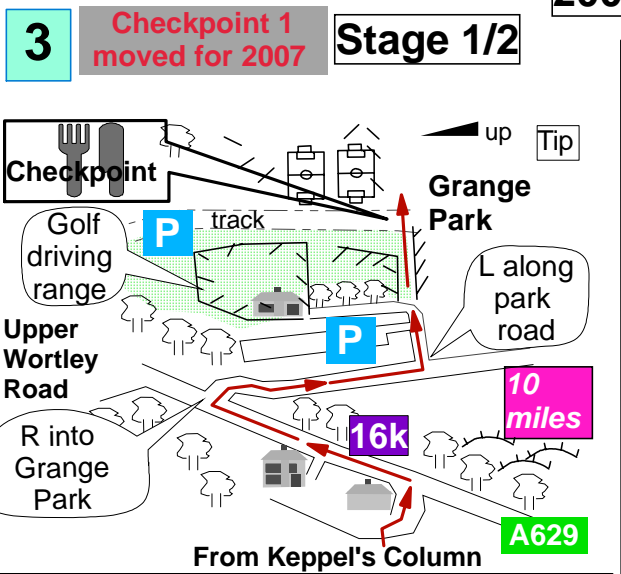 3
Checkpoint 1
moved for 2007
Stage 1/2
up
Tip
Checkpoint
Grange
Park
P
track
Golf
driving
range
L along
park
road
Upper
Wortley
Road
P
10
miles
R into
Grange
Park
16k
A629
From Keppel's Column